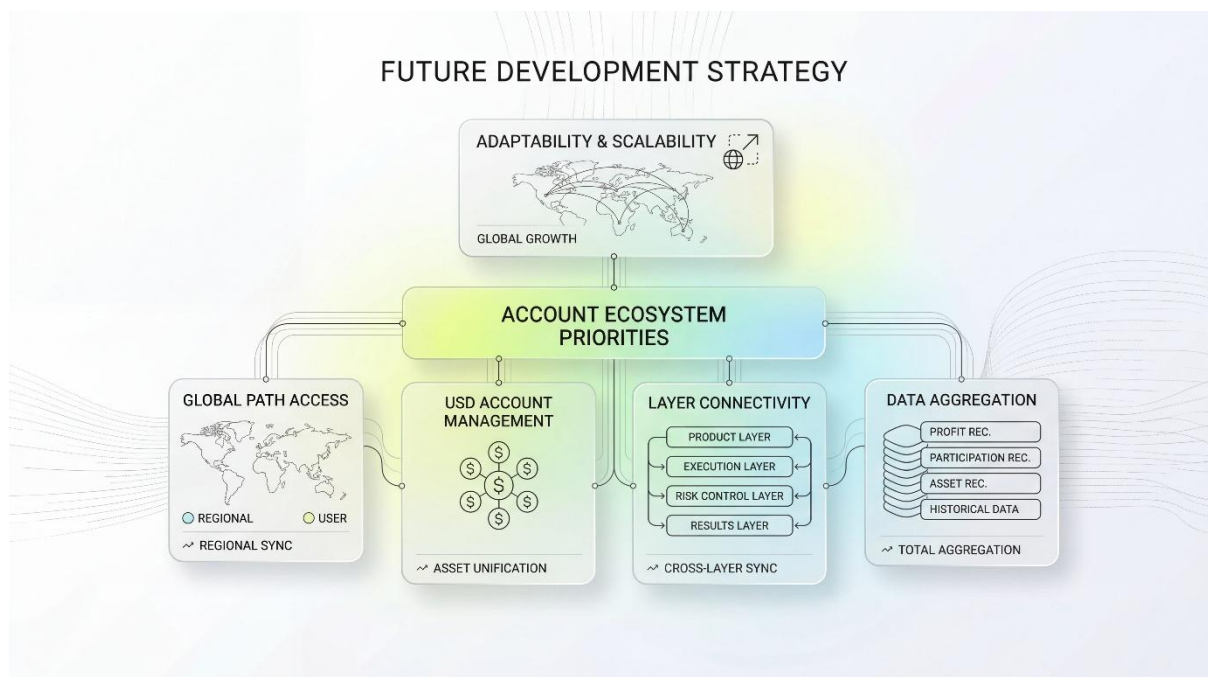 FUTURE DEVELOPMENT STRATEGY
ADAPTABILITY & SCALABILITY
GLOBAL GROWTH
ACCOUNT ECOSYSTEM
PRIORITIES
GLOBAL PATH ACCESS
REGIONAL
USER
REGIONAL SYNC
USD ACCOUNT
MANAGEMENT
$
$
$
$
$
$
$
ASSET UNIFICATION
LAYER CONNECTIVITY
PRODUCT LAYER
EXECUTION LAYER
RISK CONTROL LAYER
RESULTS LAYER
CROSS-LAYER SYNC
DATA AGGREGATION
PROFIT REC.
PARTICIPATION REC.
ASSET REC.
HISTORICAL DATA
TOTAL AGGREGATION